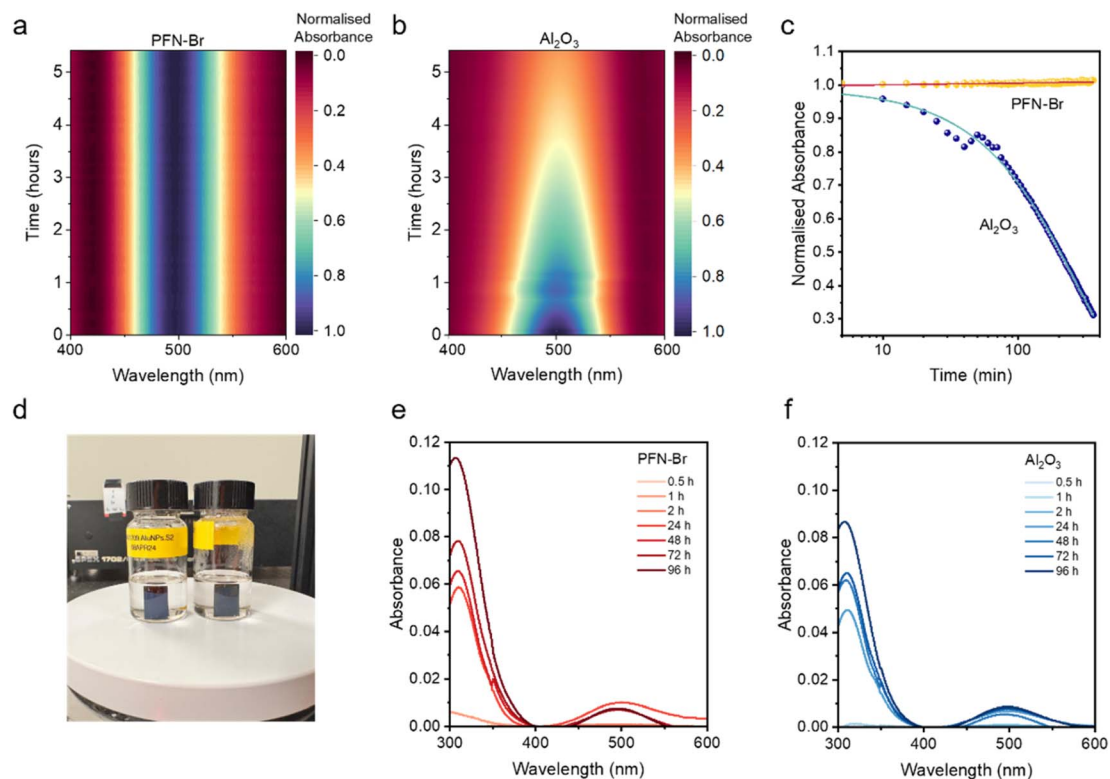 a
PFN-Br
Normalised
Absorbance
Time (hours)
5
4
3
2
1
0
400
500
600
Wavelength (nm)
0.0
0.2
0.4
0.6
0.8
1.0
b
Al₂O₃
Normalised
Absorbance
Time (hours)
5
4
3
2
1
0
400
500
600
Wavelength (nm)
0.0
0.2
0.4
0.6
0.8
1.0
c
Normalised Absorbance
1.1
1.0
0.9
0.8
0.7
0.6
0.5
0.4
0.3
PFN-Br
Al₂O₃
10
100
Time (min)
d
e
Absorbance
0.12
0.10
0.08
0.06
0.04
0.02
0.00
PFN-Br
0.5 h
1 h
2 h
24 h
48 h
72 h
96 h
300
400
500
600
Wavelength (nm)
f
Absorbance
0.12
0.10
0.08
0.06
0.04
0.02
0.00
Al₂O₃
0.5 h
1 h
2 h
24 h
48 h
72 h
96 h
300
400
500
600
Wavelength (nm)